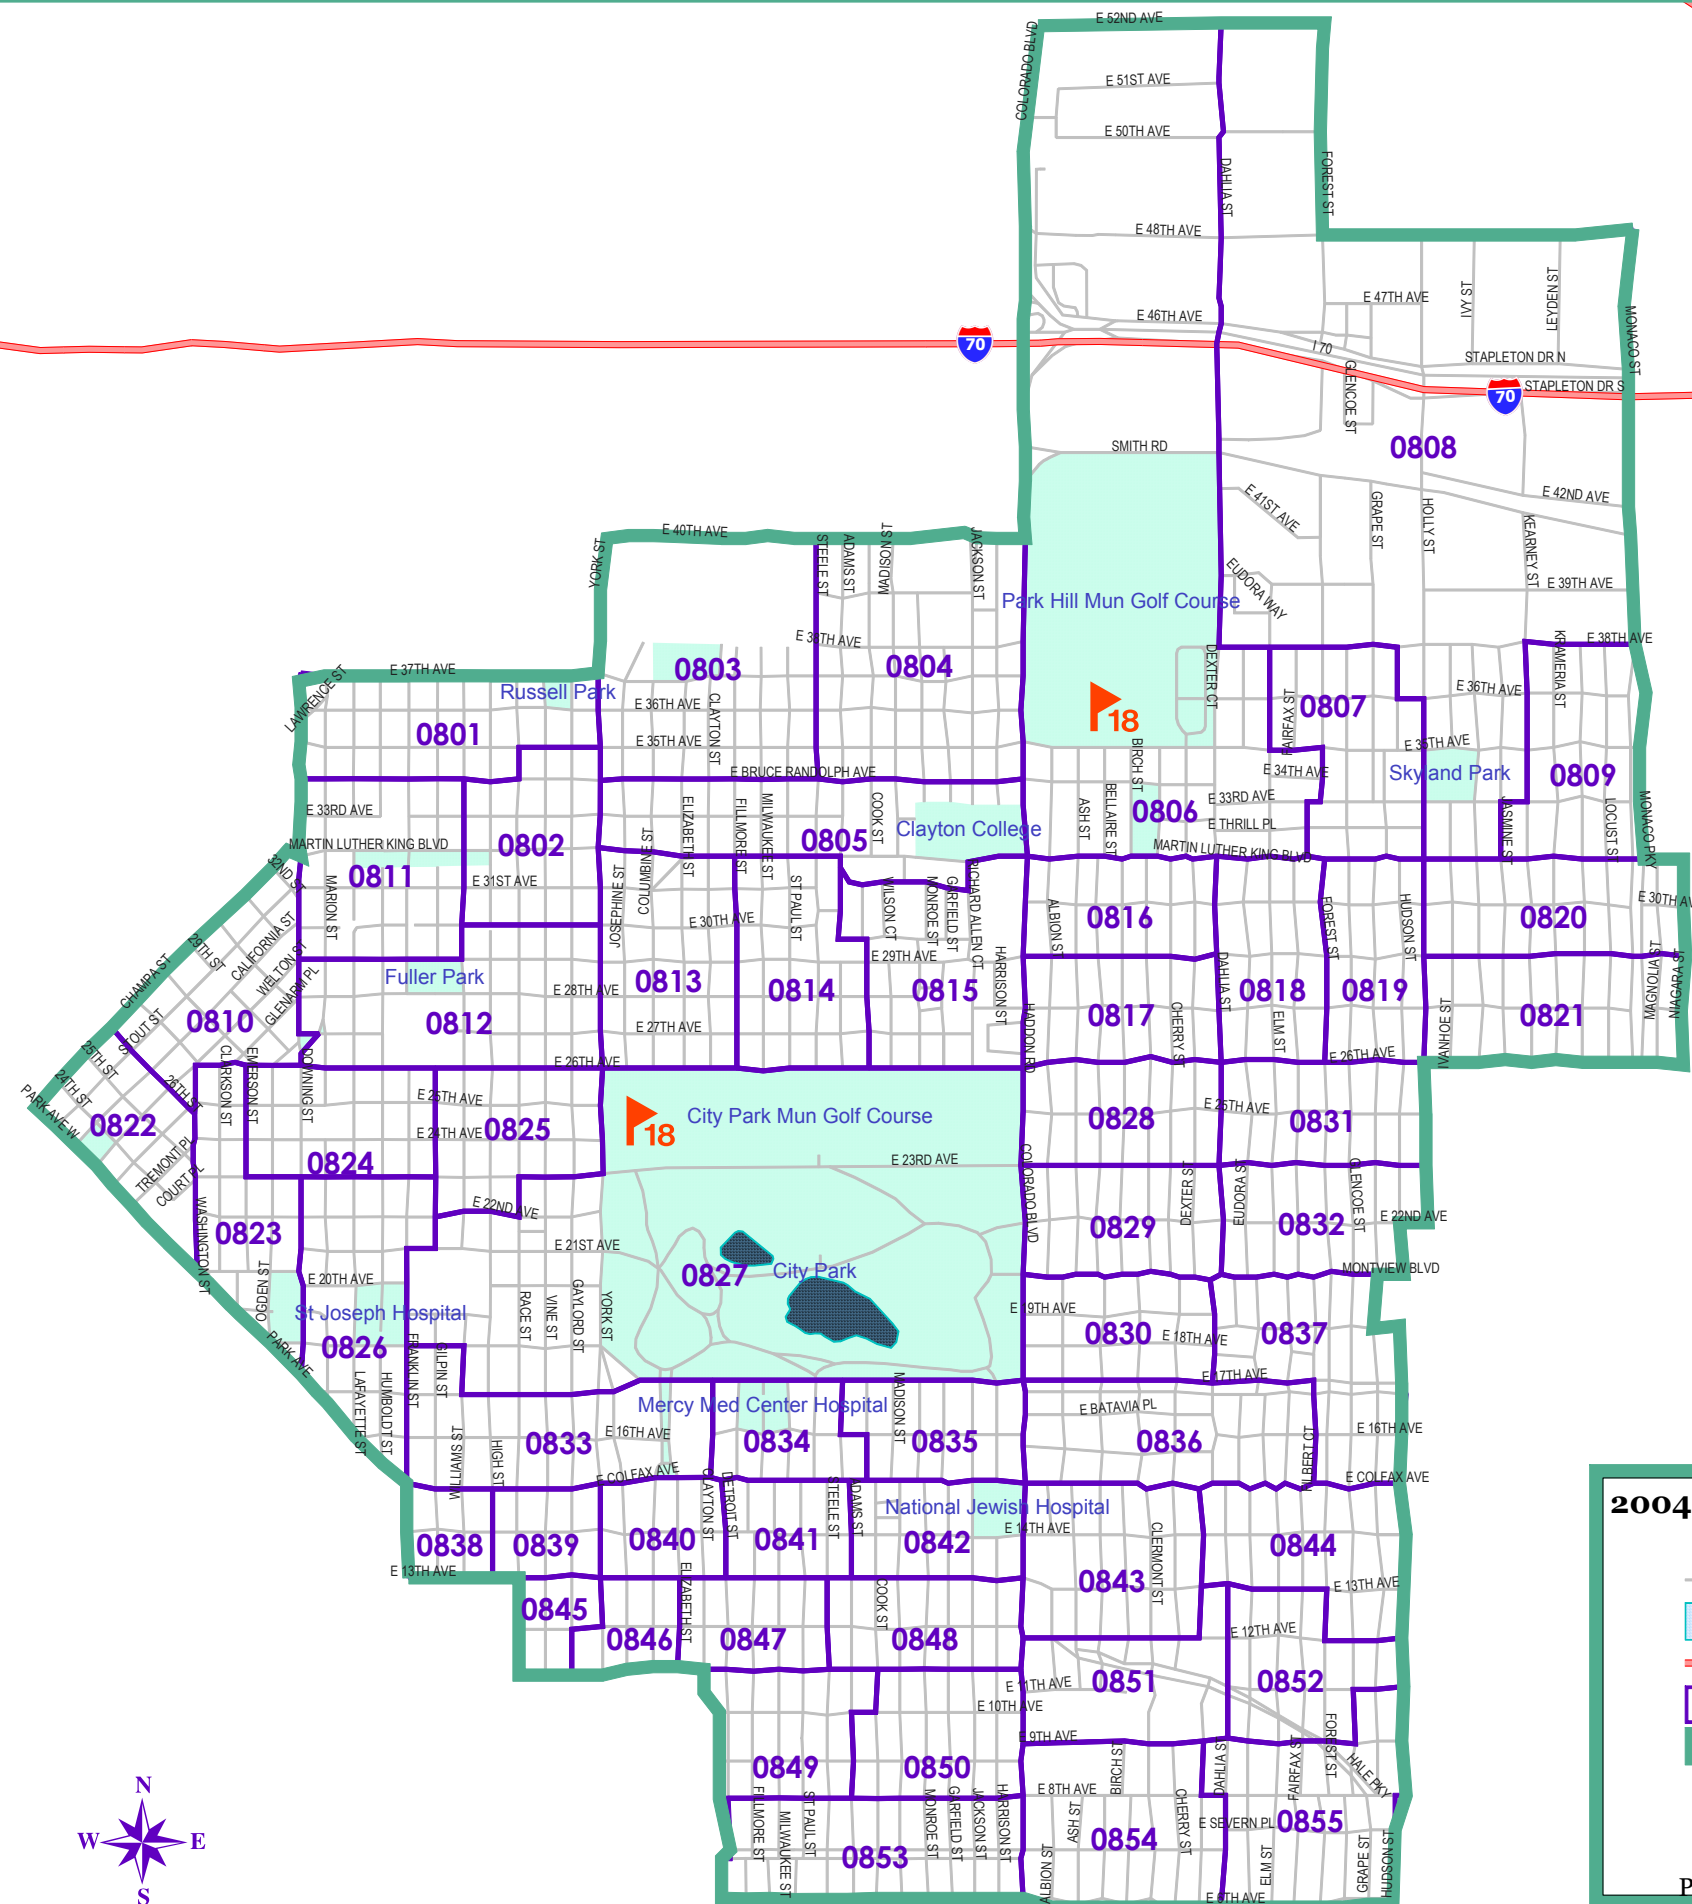 E 52ND AVE
COLORADO BLVD
E 51ST AVE
E 50TH AVE
DAHLIA ST
FOREST ST
E 48TH AVE
E 47TH AVE
IVY ST
LEYDEN ST
MONACO ST
E 46TH AVE
I 70
70
STAPLETON DR N
STAPLETON DR S
70
GLENCOE ST
SMITH RD
0808
E 42ND AVE
E 41ST AVE
GRAPE ST
HOLLY ST
KEARNEY ST
E 40TH AVE
YORK ST
STEELE ST
ADAMS ST
MADISON ST
JACKSON ST
EUDORA WAY
E 39TH AVE
Park Hill Mun Golf Course
E 38TH AVE
E 38TH AVE
KRAMERIA ST
E 37TH AVE
LAWRENCE ST
Russell Park
0803
0804
DEXTER CT
E 36TH AVE
E 36TH AVE
CLAYTON ST
FAIRFAX ST
0807
18
0801
E 35TH AVE
E 35TH AVE
BIRCH ST
E BRUCE RANDOLPH AVE
E 34TH AVE
Skyland Park
0809
E 33RD AVE
ELIZABETH ST
FILLMORE ST
MILWAUKEE ST
COOK ST
ASH ST
BELLAIRE ST
0806
E 33RD AVE
E THRILL PL
JASMINE ST
LOCUST ST
MONACO PKY
MARTIN LUTHER KING BLVD
0802
0805
Clayton College
MARTIN LUTHER KING BLVD
32ND ST
0811
E 31ST AVE
MARION ST
JOSEPHINE ST
COLUMBINE ST
ST PAUL ST
WILSON CT
MONROE ST
GARFIELD ST
RICHARD ALLEN CT
ALBION ST
0816
FOREST ST
HUDSON ST
0820
E 30TH AV
E 30TH AVE
29TH ST
CALIFORNIA ST
WELTON ST
GLENARM PL
CHAMPA ST
Fuller Park
E 29TH AVE
HARRISON ST
0813
0814
0815
E 28TH AVE
DAHLIA ST
0818
0819
MAGNOLIA ST
NIAGARA ST
0810
STOUT ST
0812
E 27TH AVE
HADDON RD
0817
CHERRY ST
ELM ST
IVANHOE ST
0821
25TH ST
24TH ST
PARK AVE W
26TH ST
CLARKSON ST
EMERSON ST
DOWNING ST
E 26TH AVE
E 26TH AVE
0822
E 25TH AVE
E 24TH AVE
0825
18
City Park Mun Golf Course
0828
E 25TH AVE
0831
TREMONT PL
COURT PL
0824
E 23RD AVE
COLORADO BLVD
DEXTER ST
EUDORA ST
GLENCOE ST
WASHINGTON ST
0823
E 22ND AVE
0829
0832
E 22ND AVE
E 21ST AVE
OGDEN ST
E 20TH AVE
0827
City Park
MONTVIEW BLVD
St Joseph Hospital
RACE ST
VINE ST
GAYLORD ST
YORK ST
E 19TH AVE
0830
E 18TH AVE
0837
PARK AVE
0826
FRANKLIN ST
GILPIN ST
E 17TH AVE
LAFAYETTE ST
HUMBOLDT ST
Mercy Med Center Hospital
MADISON ST
E BATAVIA PL
WILLIAMS ST
HIGH ST
0833
E 16TH AVE
0834
0835
0836
E 16TH AVE
E COLFAX AVE
E COLFAX AVE
CLAYTON ST
DETROIT ST
STEELE ST
ADAMS ST
National Jewish Hospital
2004
0838
0839
0840
0841
0842
E 14TH AVE
CLERMONT ST
0844
E 13TH AVE
0843
E 13TH AVE
0845
ELIZABETH ST
COOK ST
0846
0847
0848
E 12TH AVE
E 11TH AVE
0851
0852
E 10TH AVE
E 9TH AVE
FOREST ST
BIRCH ST
DAHLIA ST
FAIRFAX ST
HALE PKY
0849
0850
E 8TH AVE
FILLMORE ST
MILWAUKEE ST
ST PAUL ST
MONROE ST
GARFIELD ST
JACKSON ST
HARRISON ST
ASH ST
CHERRY ST
E SEVERN PL
0855
0853
0854
ALBION ST
ELM ST
GRAPE ST
HUDSON ST
E 6TH AVE
N
W
E
S
P